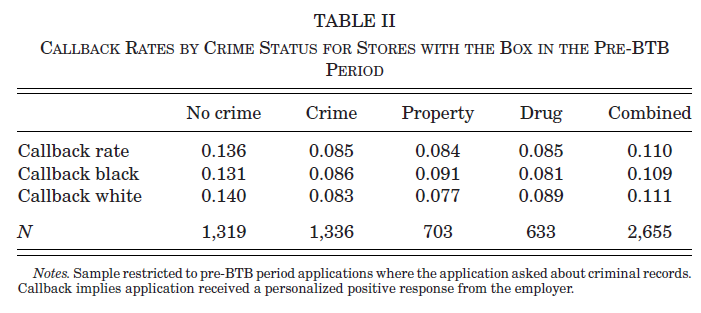 TABLE II
CALLBACK RATES BY CRIME STATUS FOR STORES WITH THE BOX IN THE PRE-BTB
PERIOD
No crime Crime Property Drug Combined
Callback rate 0.136 0.085 0.084 0.085 0.110
Callback black 0.131 0.086 0.091 0.081 0.109
Callback white 0.140 0.083 0.077 0.089 0.111
N 1,319 1,336 703 633 2,655
Notes. Sample restricted to pre-BTB period applications where the application asked about criminal records.
Callback implies application received a personalized positive response from the employer.